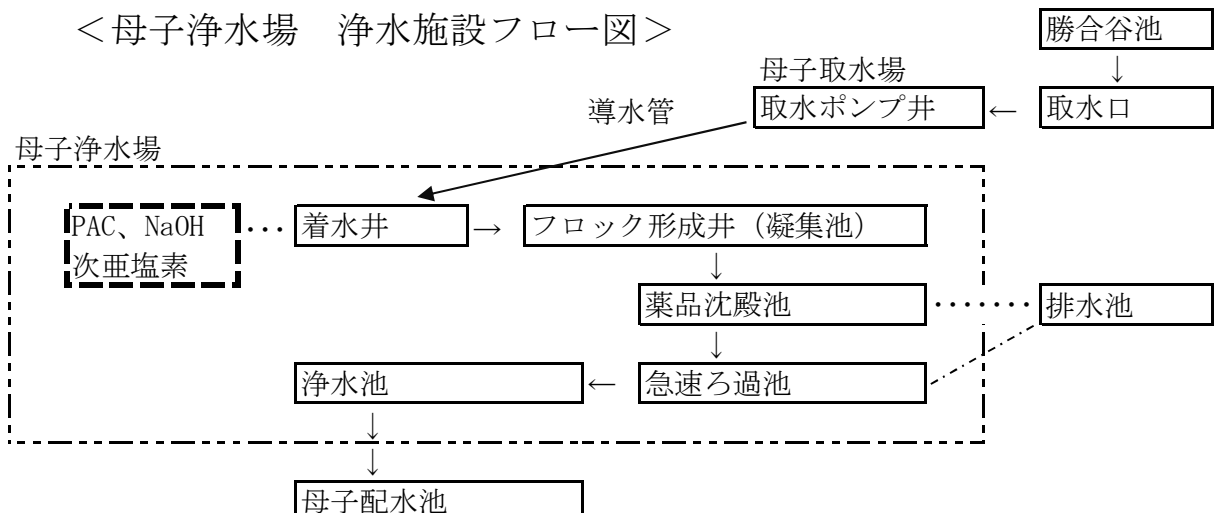 ＜母子浄水場　浄水施設フロー図＞
勝合谷池
↓
母子取水場
取水ポンプ井
←
取水口
導水管
母子浄水場
PAC、NaOH
次亜塩素
･･･
着水井
→
フロック形成井（凝集池）
↓
薬品沈殿池
･･･････
排水池
↓
浄水池
←
急速ろ過池
↓
↓
母子配水池